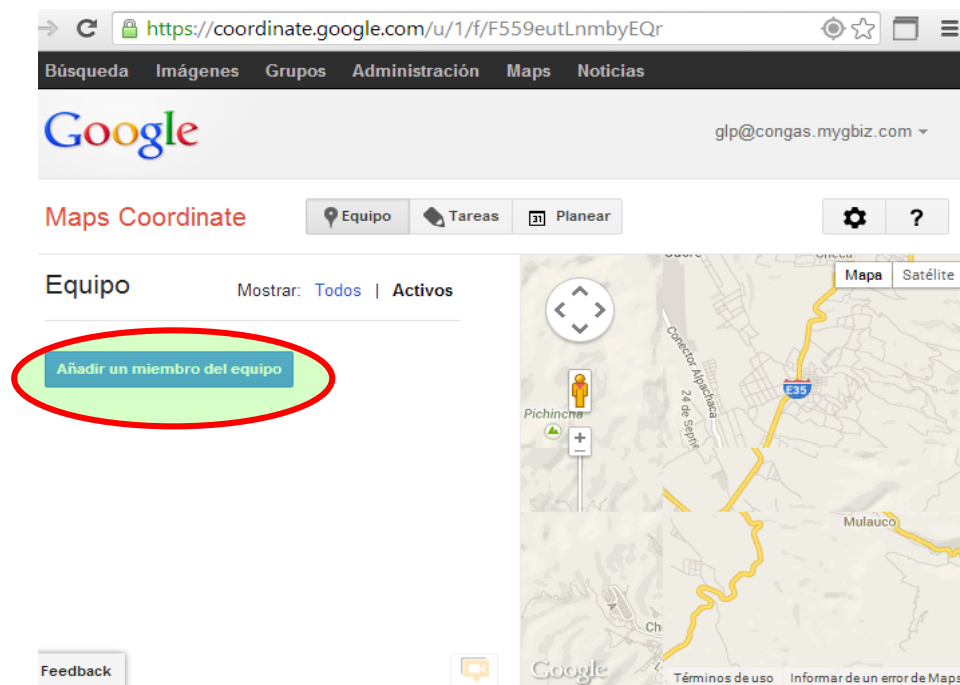 https://coordinate.google.com/u/1/f/F559eutLnmbyEQr
Búsqueda Imágenes Grupos Administración Maps Noticias
Google
glp@congas.mygbiz.com
Maps Coordinate
Equipo Tareas 31 Planear ?
Equipo
Mostrar: Todos | Activos
Mapa Satélite
Añadir un miembro del equipo
Conector Alpachaca
E35
24 de Septie
Pichincha
Mulauco
Ch
Feedback
Google
Términos de uso Informar de un error de Maps